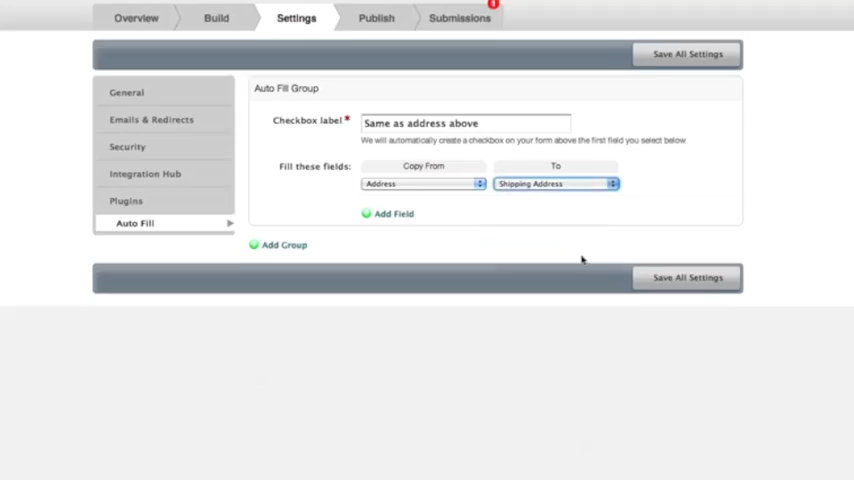 Overview Build Settings Publish Submissions 1
Save All Settings
General
Emails & Redirects
Security
Integration Hub
Plugins
Auto Fill
Auto Fill Group
Checkbox label* Same as address above
We will automatically create a checkbox on your form above the first field you select below
Fill these fields: Copy From To
Address Shipping Address
Add Field
Add Group
Save All Settings